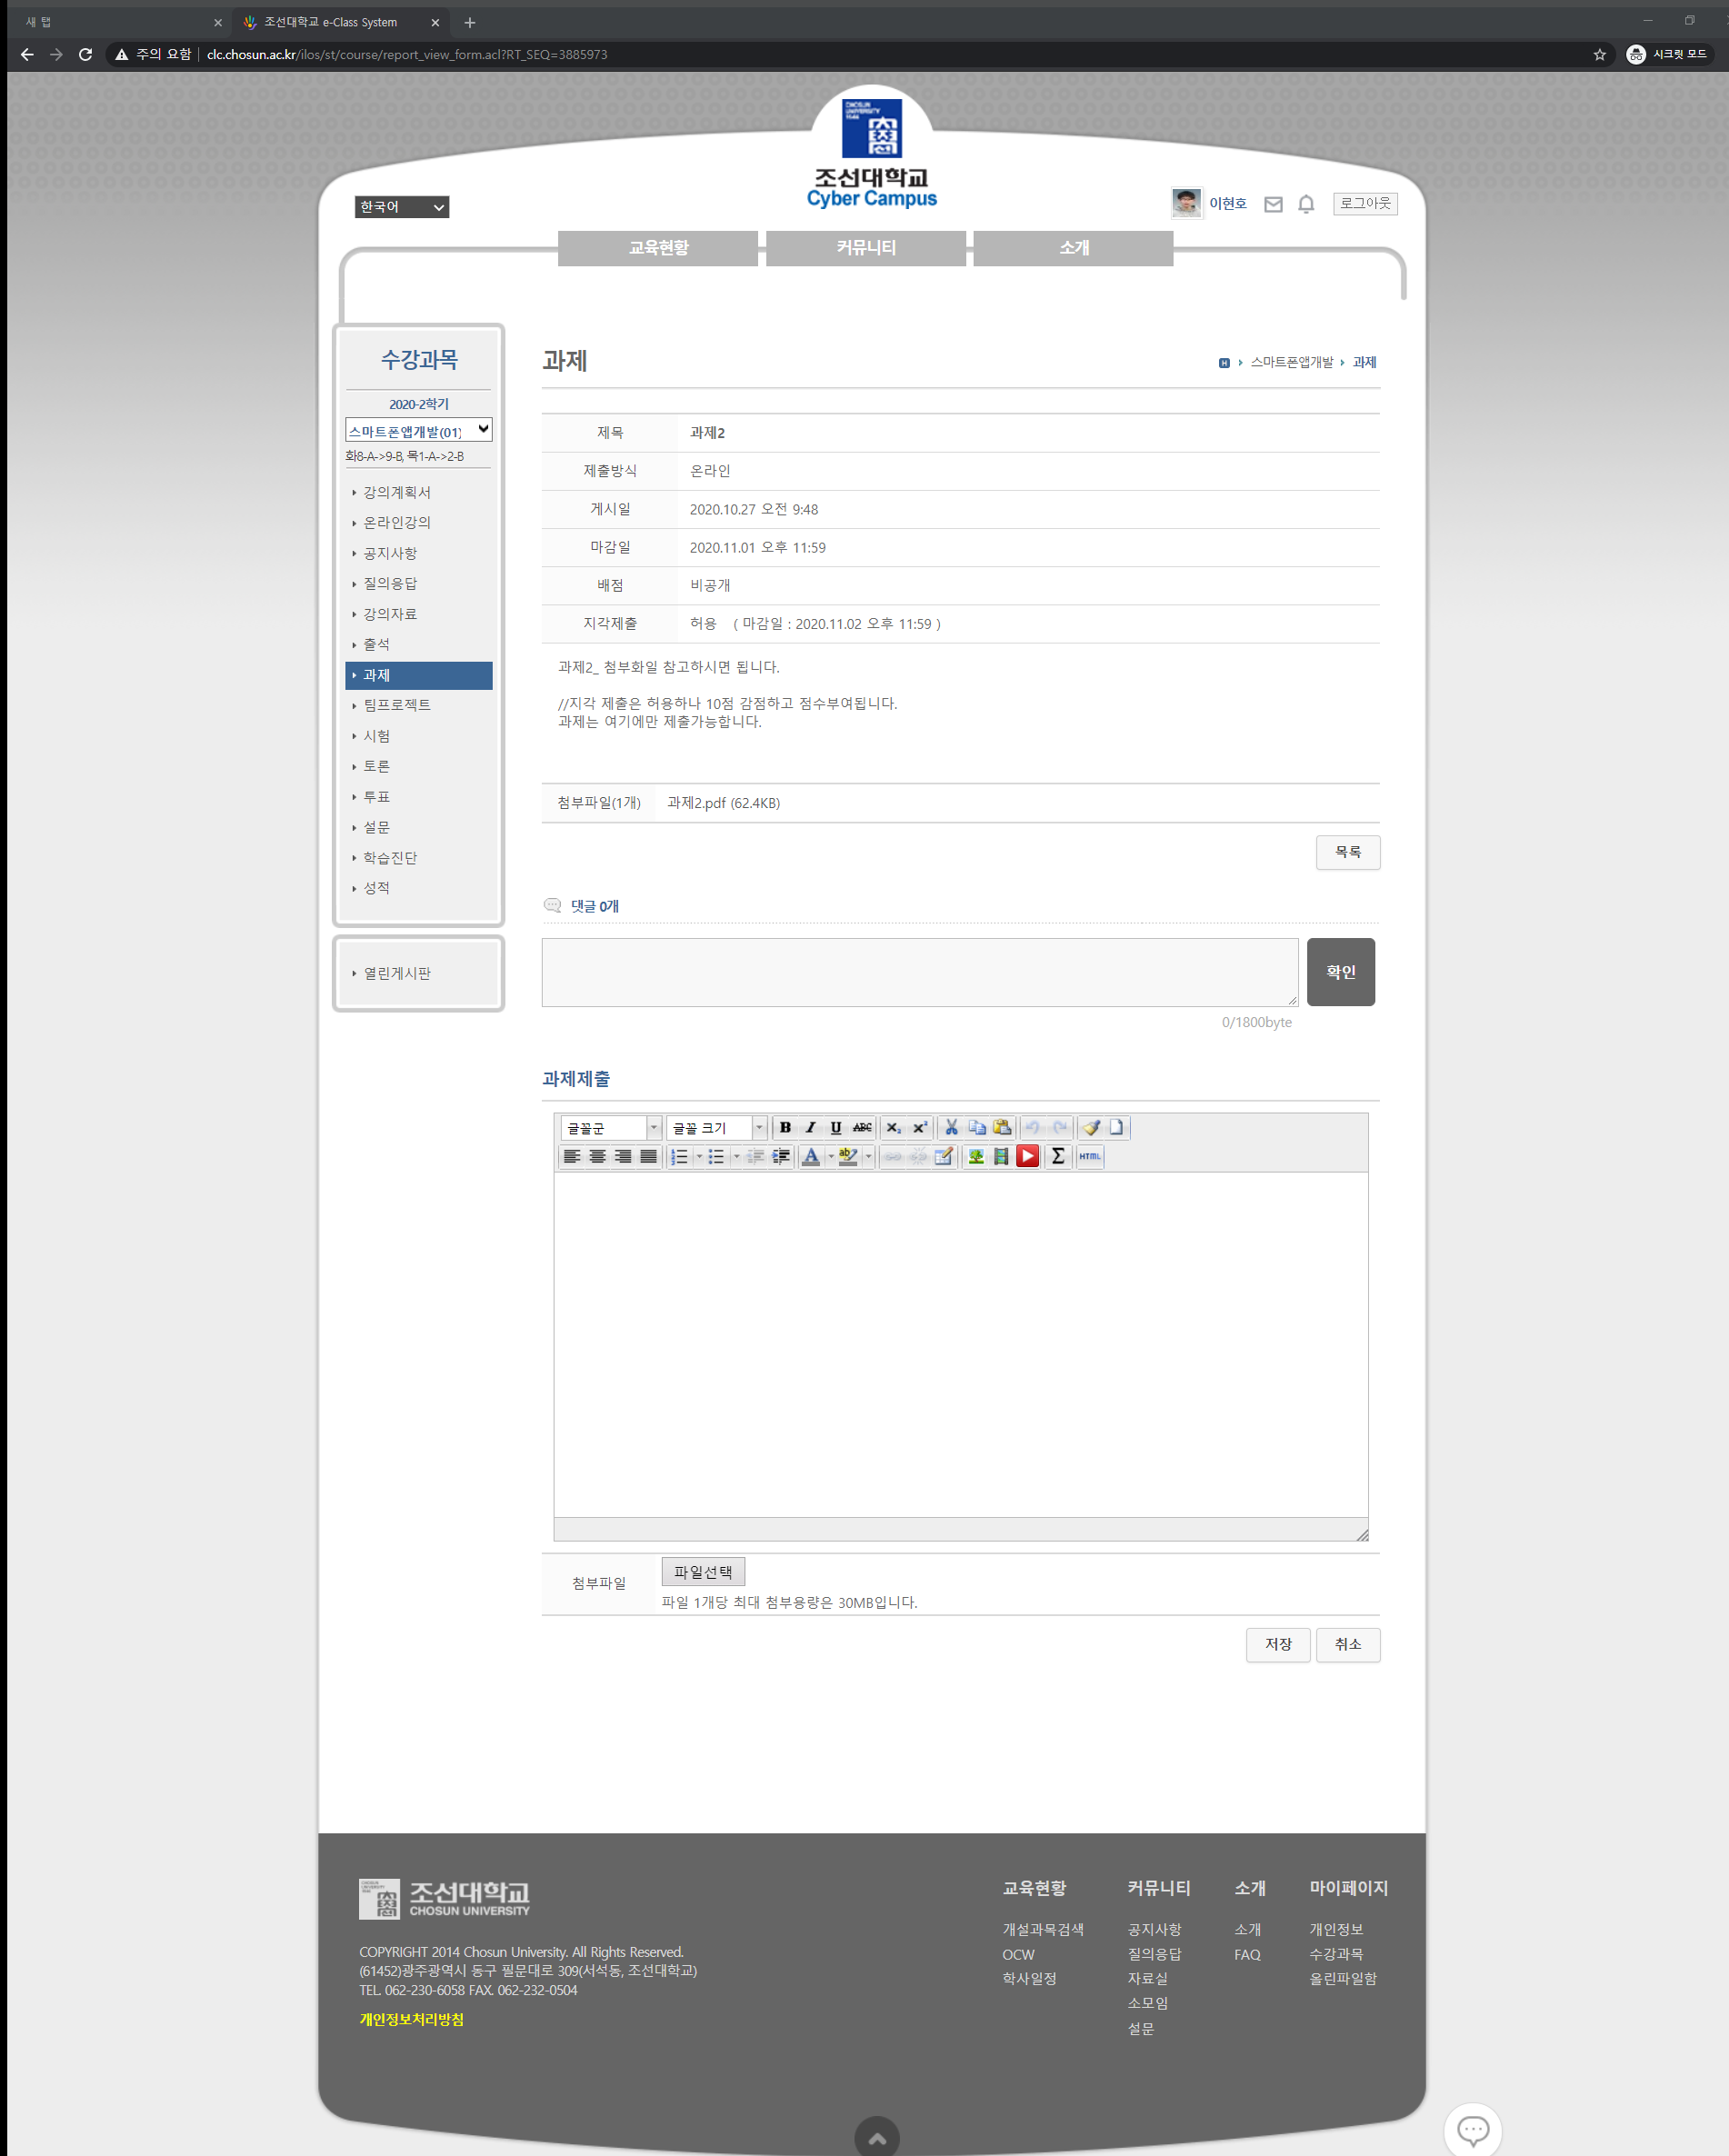 새 탭
조선대학교 e-Class System
주의 요함 | clc.chosun.ac.kr/ilos/st/course/report_view_form.acl?RT_SEQ=3885973
시크릿 모드
CHOSUN
UNIVERSITY
조선대학교
Cyber Campus
한국어
이현호
로그아웃
교육현황
커뮤니티
소개
수강과목
2020-2학기
스마트폰앱개발(01)
화8-A->9-B, 목1-A->2-B
강의계획서
온라인강의
공지사항
질의응답
강의자료
출석
과제
팀프로젝트
시험
토론
투표
설문
학습진단
성적
열린게시판
과제
H 스마트폰앱개발 과제
제목 과제2
제출방식 온라인
게시일 2020.10.27 오전 9:48
마감일 2020.11.01 오후 11:59
배점 비공개
지각제출 허용 ( 마감일 : 2020.11.02 오후 11:59 )
과제2_ 첨부화일 참고하시면 됩니다.
//지각 제출은 허용하나 10점 감점하고 점수부여됩니다.
과제는 여기에만 제출가능합니다.
첨부파일(1개) 과제2.pdf (62.4KB)
목록
댓글 0개
확인
0/1800byte
과제제출
글꼴군 글꼴 크기 B I U ABC x₂ x²
A ab Σ HTML
첨부파일
파일선택
파일 1개당 최대 첨부용량은 30MB입니다.
저장
취소
조선대학교
CHOSUN UNIVERSITY
COPYRIGHT 2014 Chosun University. All Rights Reserved.
(61452)광주광역시 동구 필문대로 309(서석동, 조선대학교)
TEL. 062-230-6058 FAX. 062-232-0504
개인정보처리방침
교육현황
개설과목검색
OCW
학사일정
커뮤니티
공지사항
질의응답
자료실
소모임
설문
소개
소개
FAQ
마이페이지
개인정보
수강과목
올린파일함